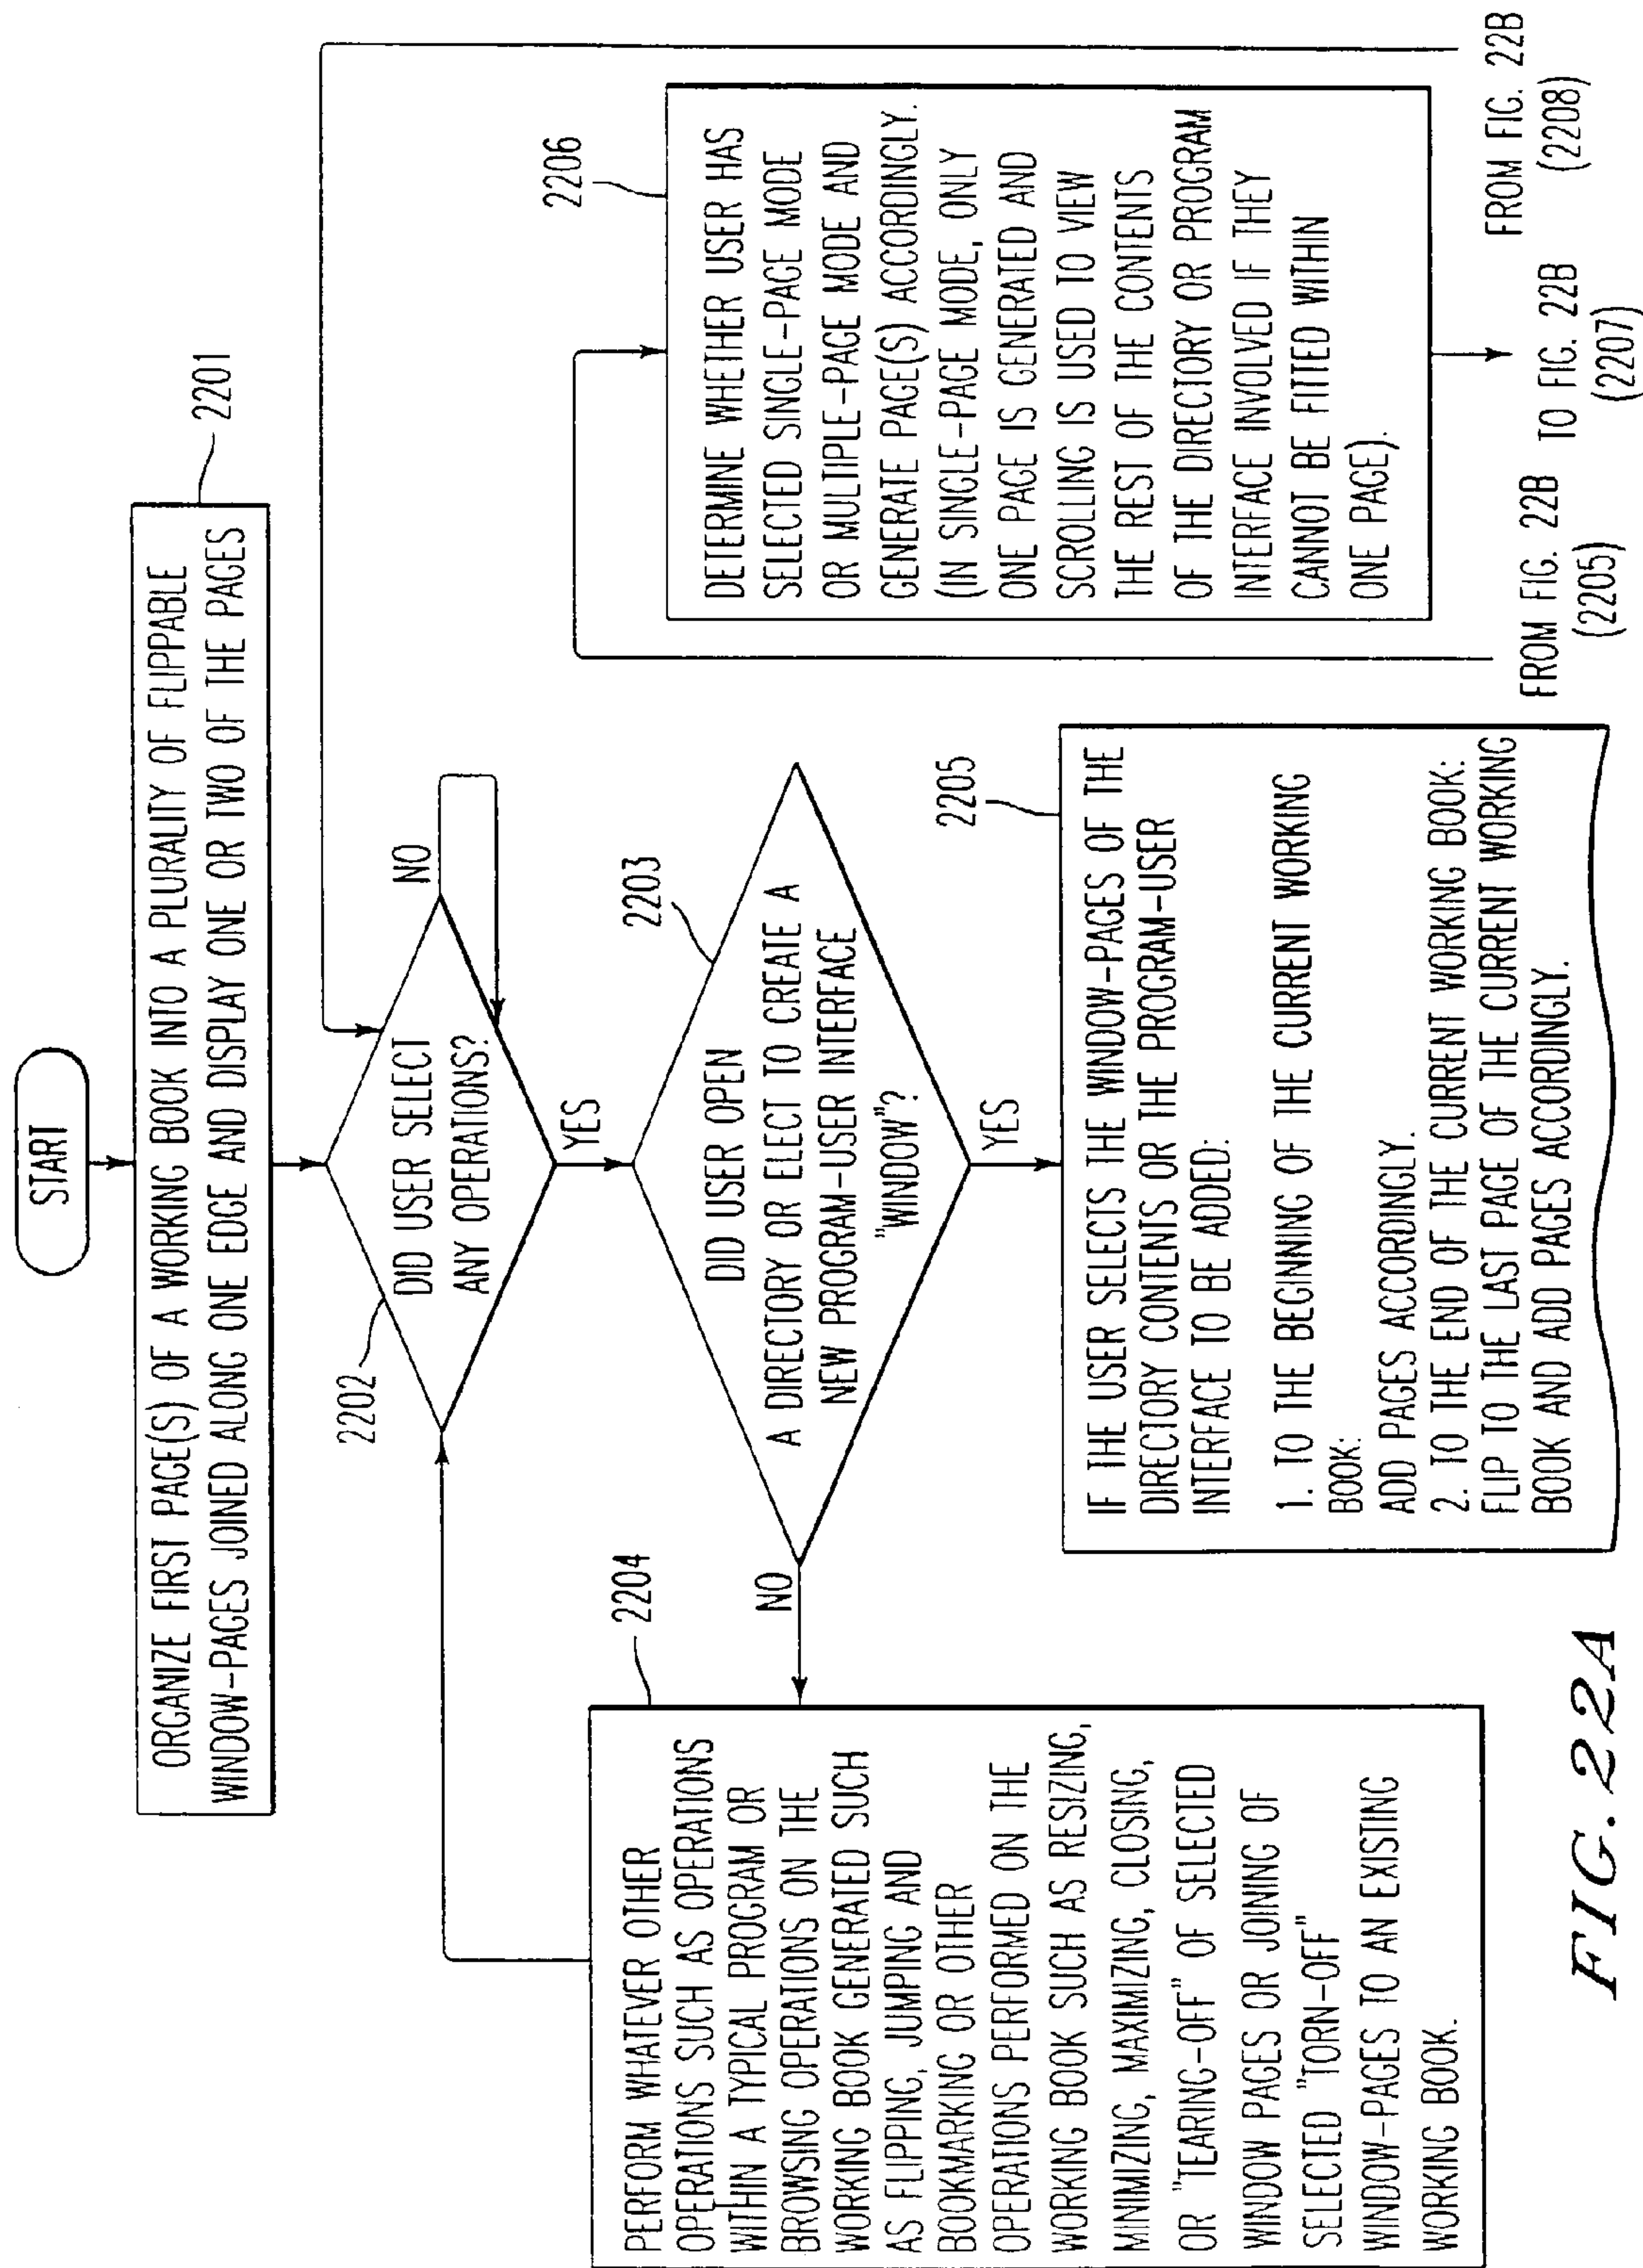 START
2201
ORGANIZE FIRST PAGE(S) OF A WORKING BOOK INTO A PLURALITY OF FLIPPABLE
WINDOW-PAGES JOINED ALONG ONE EDGE AND DISPLAY ONE OR TWO OF THE PAGES
2202
DID USER SELECT
ANY OPERATIONS?
NO
YES
2203
DID USER OPEN
A DIRECTORY OR ELECT TO CREATE A
NEW PROGRAM-USER INTERFACE
"WINDOW"?
NO
YES
2204
PERFORM WHATEVER OTHER
OPERATIONS SUCH AS OPERATIONS
WITHIN A TYPICAL PROGRAM OR
BROWSING OPERATIONS ON THE
WORKING BOOK GENERATED SUCH
AS FLIPPING, JUMPING AND
BOOKMARKING OR OTHER
OPERATIONS PERFORMED ON THE
WORKING BOOK SUCH AS RESIZING,
MINIMIZING, MAXIMIZING, CLOSING,
OR "TEARING-OFF" OF SELECTED
WINDOW PAGES OR JOINING OF
SELECTED "TORN-OFF"
WINDOW-PAGES TO AN EXISTING
WORKING BOOK.
2205
IF THE USER SELECTS THE WINDOW-PAGES OF THE
DIRECTORY CONTENTS OR THE PROGRAM-USER
INTERFACE TO BE ADDED:
1. TO THE BEGINNING OF THE CURRENT WORKING
BOOK:
ADD PAGES ACCORDINGLY.
2. TO THE END OF THE CURRENT WORKING BOOK:
FLIP TO THE LAST PAGE OF THE CURRENT WORKING
BOOK AND ADD PAGES ACCORDINGLY.
2206
DETERMINE WHETHER USER HAS
SELECTED SINGLE-PAGE MODE
OR MULTIPLE-PAGE MODE AND
GENERATE PAGE(S) ACCORDINGLY.
(IN SINGLE-PAGE MODE, ONLY
ONE PAGE IS GENERATED AND
SCROLLING IS USED TO VIEW
THE REST OF THE CONTENTS
OF THE DIRECTORY OR PROGRAM
INTERFACE INVOLVED IF THEY
CANNOT BE FITTED WITHIN
ONE PAGE).
FROM FIG. 22B
(2205)
TO FIG. 22B
(2207)
FROM FIG. 22B
(2208)
FIG. 22A